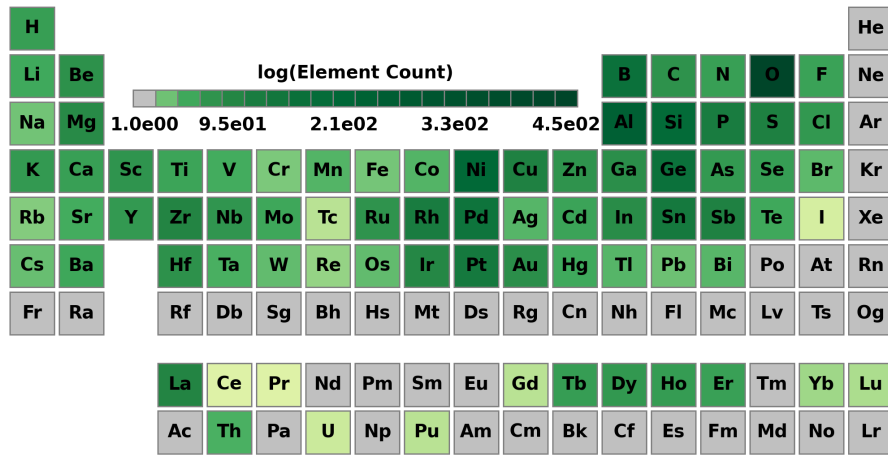 H He
Li Be log(Element Count) B C N O F Ne
Na Mg 1.0e00 9.5e01 2.1e02 3.3e02 4.5e02 Al Si P S Cl Ar
K Ca Sc Ti V Cr Mn Fe Co Ni Cu Zn Ga Ge As Se Br Kr
Rb Sr Y Zr Nb Mo Tc Ru Rh Pd Ag Cd In Sn Sb Te I Xe
Cs Ba Hf Ta W Re Os Ir Pt Au Hg Tl Pb Bi Po At Rn
Fr Ra Rf Db Sg Bh Hs Mt Ds Rg Cn Nh Fl Mc Lv Ts Og
La Ce Pr Nd Pm Sm Eu Gd Tb Dy Ho Er Tm Yb Lu
Ac Th Pa U Np Pu Am Cm Bk Cf Es Fm Md No Lr